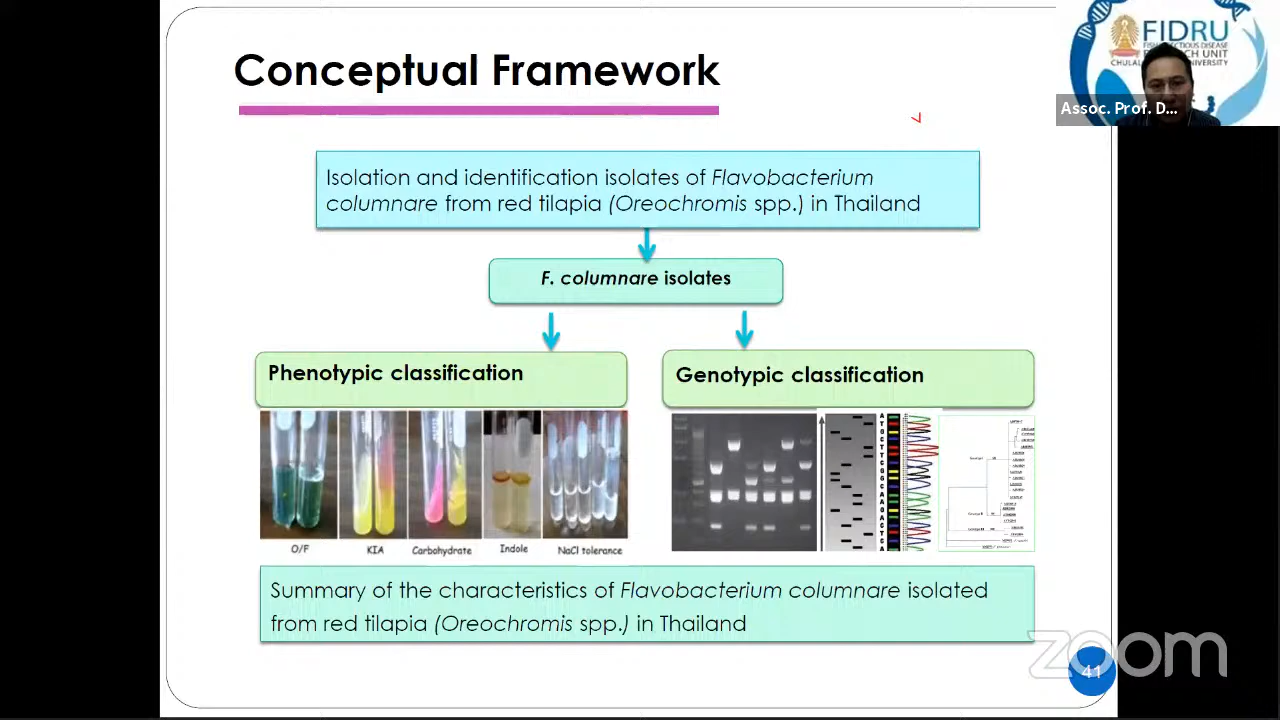 Conceptual Framework
FIDRU
Assoc. Prof. D...
Isolation and identification isolates of Flavobacterium
columnare from red tilapia (Oreochromis spp.) in Thailand
F. columnare isolates
Phenotypic classification
Genotypic classification
O/F
KIA
Carbohydrate
Indole
NaCl tolerance
Summary of the characteristics of Flavobacterium columnare isolated
from red tilapia (Oreochromis spp.) in Thailand
zoom
41